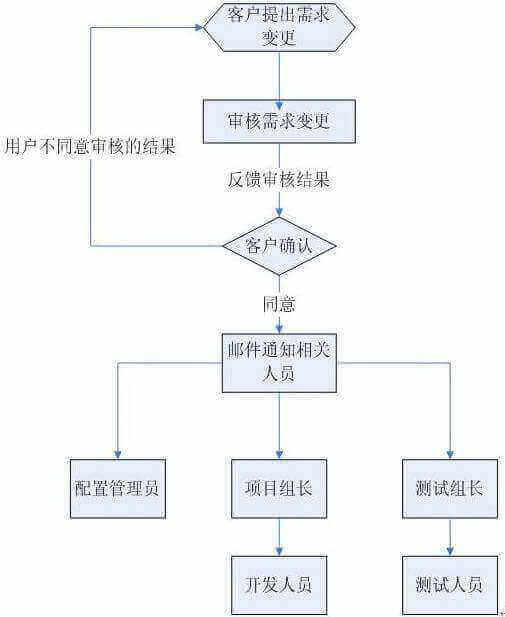 客户提出需求
变更
审核需求变更
用户不同意审核的结果
反馈审核结果
客户确认
同意
邮件通知相关
人员
配置管理员
项目组长
测试组长
开发人员
测试人员